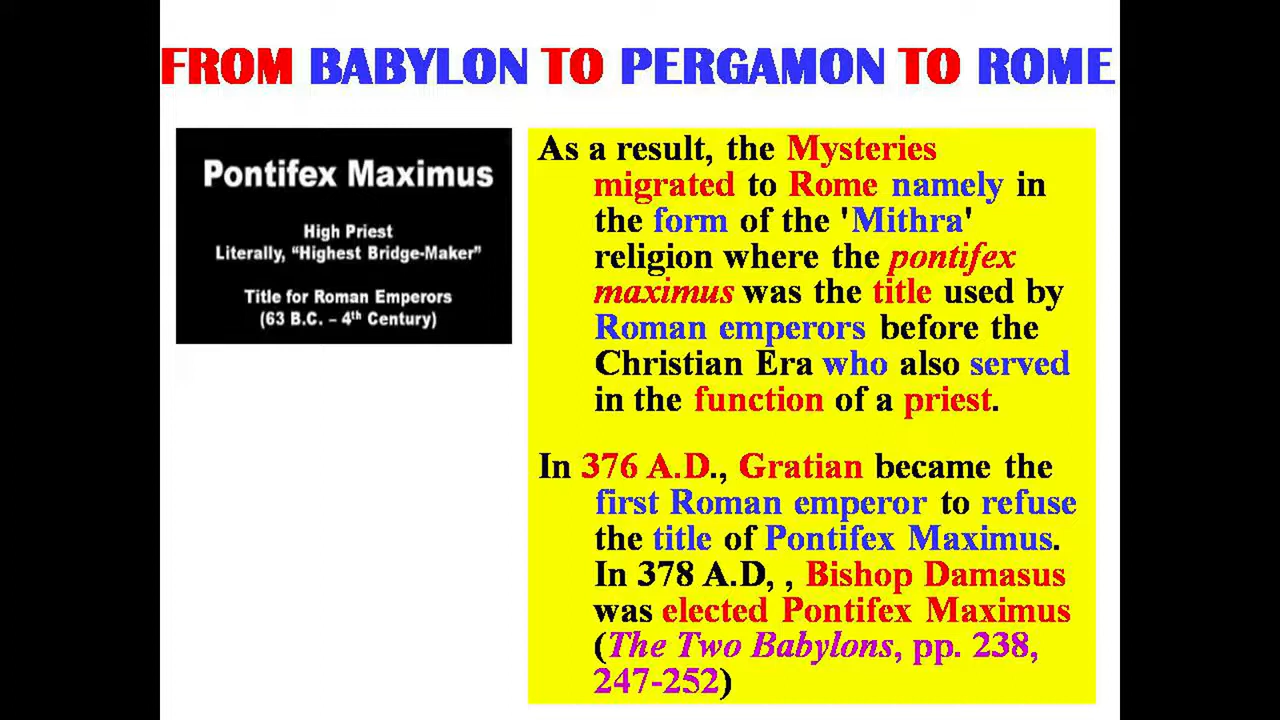 FROM BABYLON TO PERGAMON TO ROME
Pontifex Maximus
High Priest
Literally, “Highest Bridge-Maker”
Title for Roman Emperors
(63 B.C. – 4th Century)
As a result, the Mysteries
migrated to Rome namely in
the form of the 'Mithra'
religion where the pontifex
maximus was the title used by
Roman emperors before the
Christian Era who also served
in the function of a priest.
In 376 A.D., Gratian became the
first Roman emperor to refuse
the title of Pontifex Maximus.
In 378 A.D, , Bishop Damasus
was elected Pontifex Maximus
(The Two Babylons, pp. 238,
247-252)